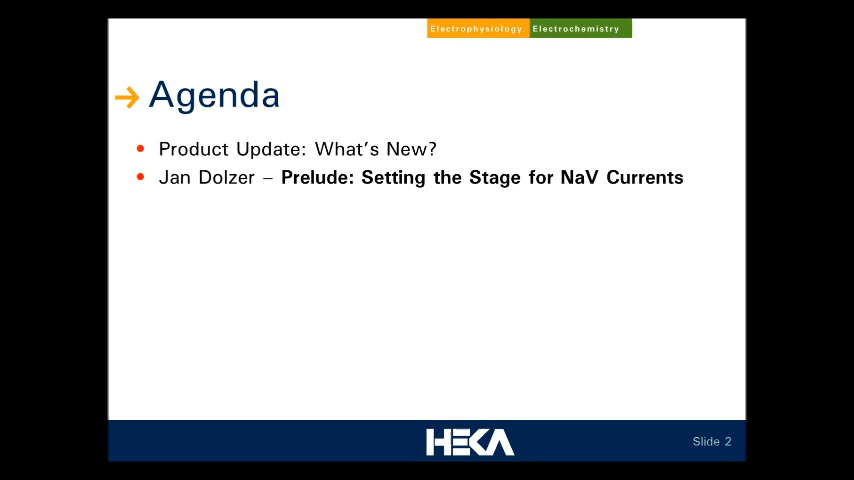 Electrophysiology Electrochemistry
→ Agenda
• Product Update: What's New?
• Jan Dolzer – Prelude: Setting the Stage for NaV Currents
HEKA
Slide 2